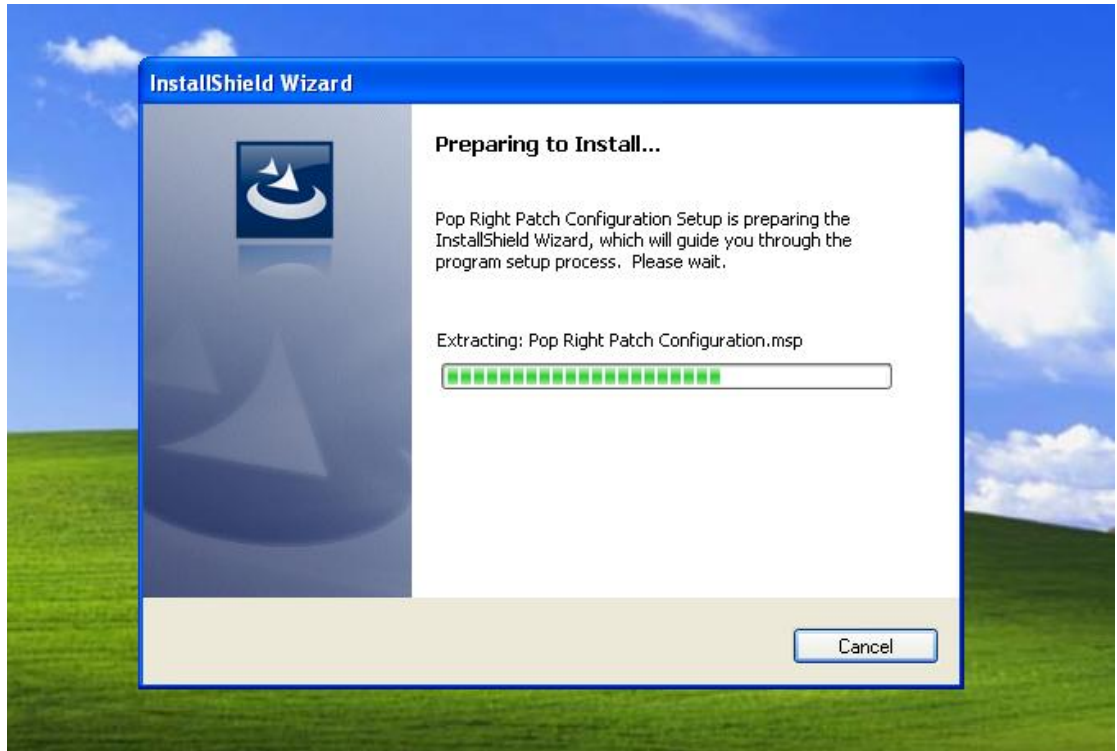 InstallShield Wizard
Preparing to Install...
Pop Right Patch Configuration Setup is preparing the
InstallShield Wizard, which will guide you through the
program setup process.  Please wait.
Extracting: Pop Right Patch Configuration.msp
Cancel